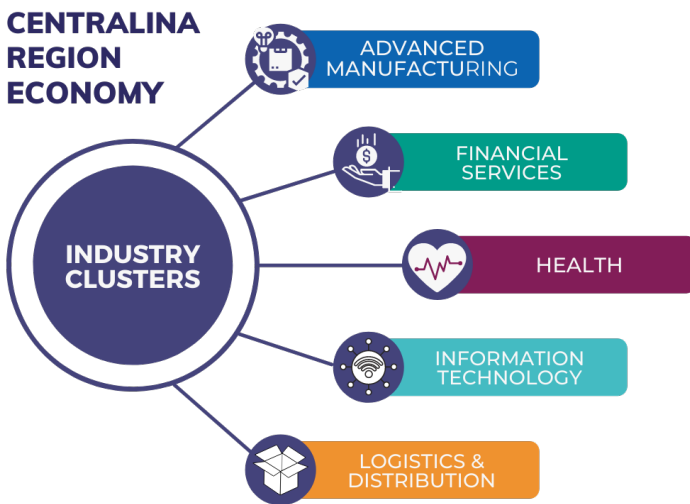 CENTRALINA
REGION
ECONOMY
ADVANCED
MANUFACTURING
FINANCIAL
SERVICES
INDUSTRY
CLUSTERS
HEALTH
INFORMATION
TECHNOLOGY
LOGISTICS &
DISTRIBUTION
$